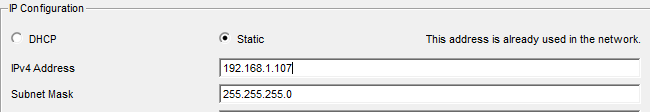 IP Configuration
DHCP Static This address is already used in the network.
IPv4 Address 192.168.1.107
Subnet Mask 255.255.255.0